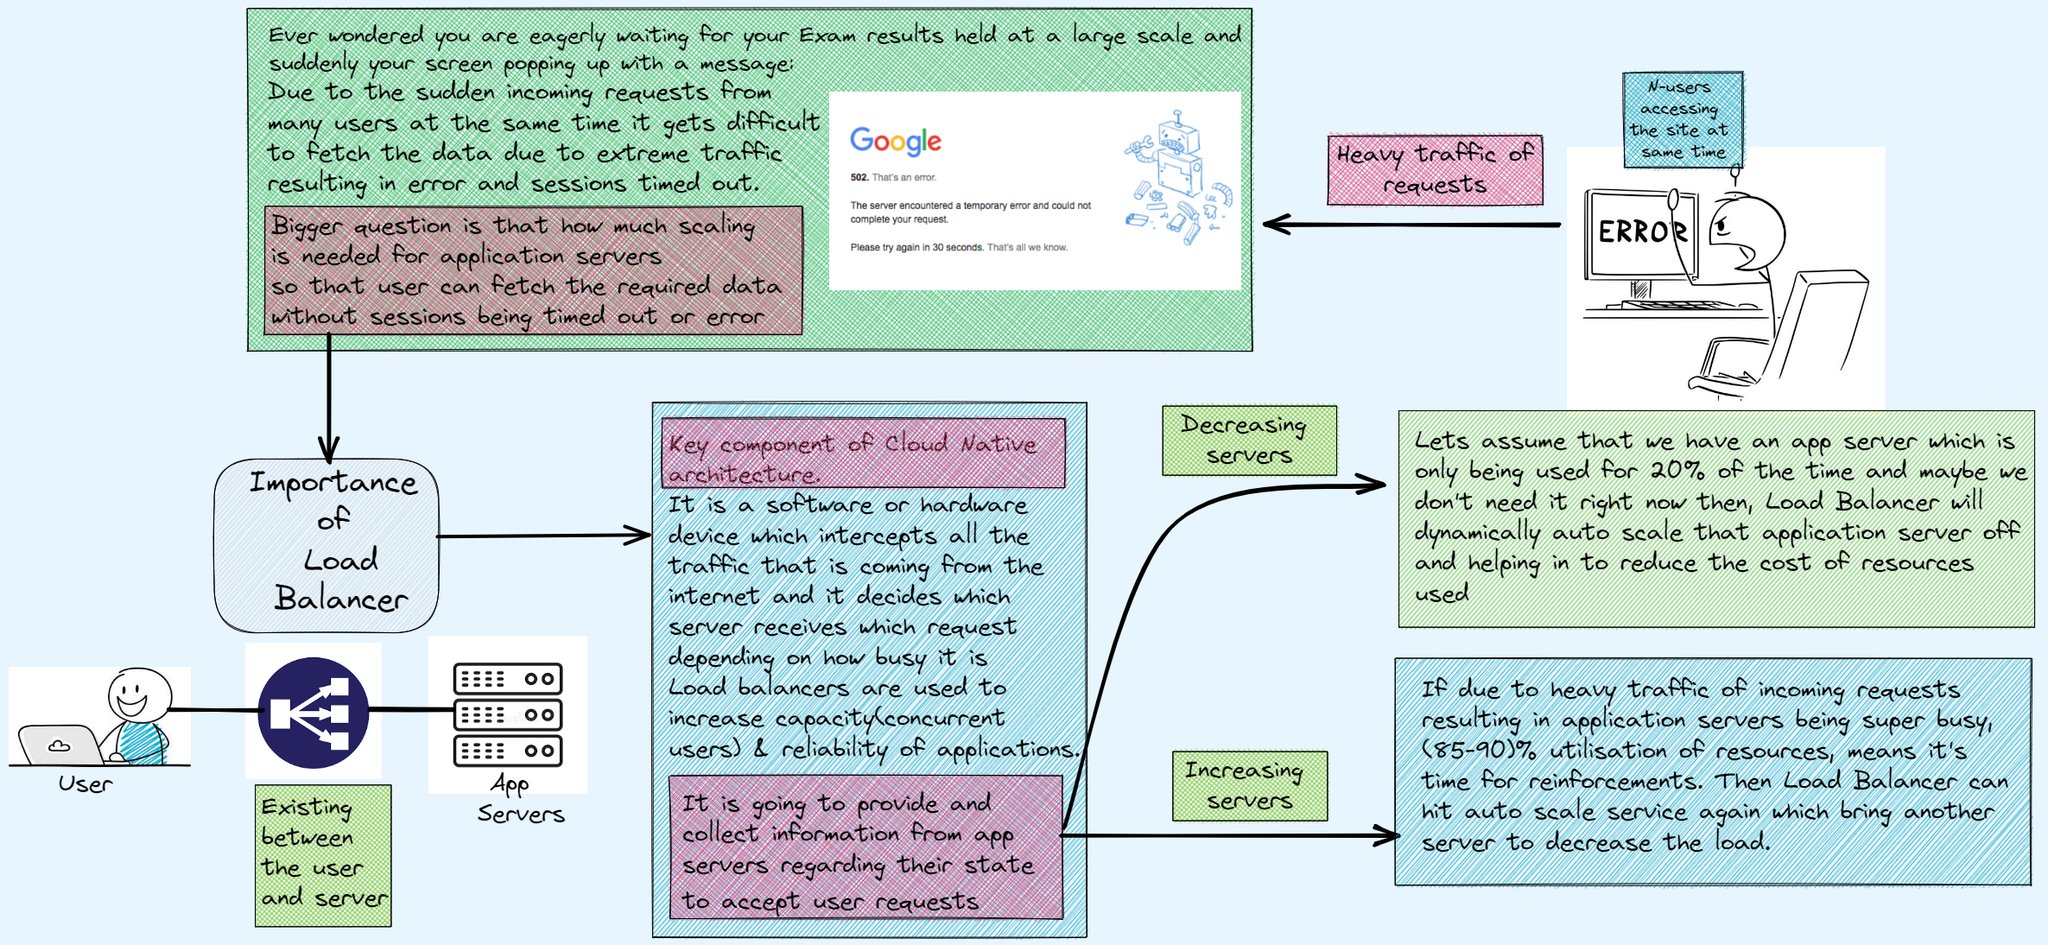 Ever wondered you are eagerly waiting for your Exam results held at a large scale and
suddenly your screen popping up with a message:
Due to the sudden incoming requests from
many users at the same time it gets difficult
to fetch the data due to extreme traffic
resulting in error and sessions timed out.
Bigger question is that how much scaling
is needed for application servers
so that user can fetch the required data
without sessions being timed out or error
Google
502. That's an error.
The server encountered a temporary error and could not
complete your request.
Please try again in 30 seconds. That's all we know.
Heavy traffic of
requests
N-users
accessing
the site at
same time
ERROR
Importance
of
Load
Balancer
User
Existing
between
the user
and server
App
Servers
Key component of Cloud Native
architecture.
It is a software or hardware
device which intercepts all the
traffic that is coming from the
internet and it decides which
server receives which request
depending on how busy it is
Load balancers are used to
increase capacity(concurrent
users) & reliability of applications.
It is going to provide and
collect information from app
servers regarding their state
to accept user requests
Decreasing
servers
Lets assume that we have an app server which is
only being used for 20% of the time and maybe we
don't need it right now then, Load Balancer will
dynamically auto scale that application server off
and helping in to reduce the cost of resources
used
Increasing
servers
If due to heavy traffic of incoming requests
resulting in application servers being super busy,
(85-90)% utilisation of resources, means it's
time for reinforcements. Then Load Balancer can
hit auto scale service again which bring another
server to decrease the load.